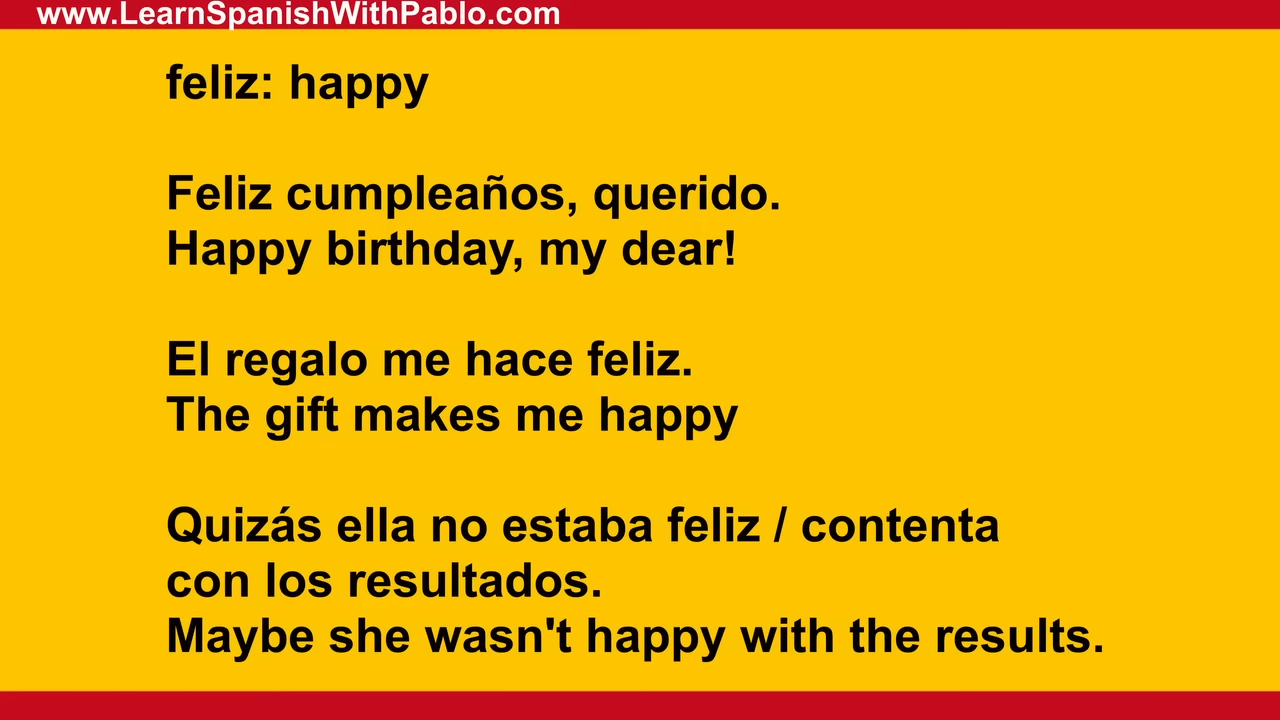 www.LearnSpanishWithPablo.com
feliz: happy
Feliz cumpleaños, querido.
Happy birthday, my dear!
El regalo me hace feliz.
The gift makes me happy
Quizás ella no estaba feliz / contenta
con los resultados.
Maybe she wasn't happy with the results.